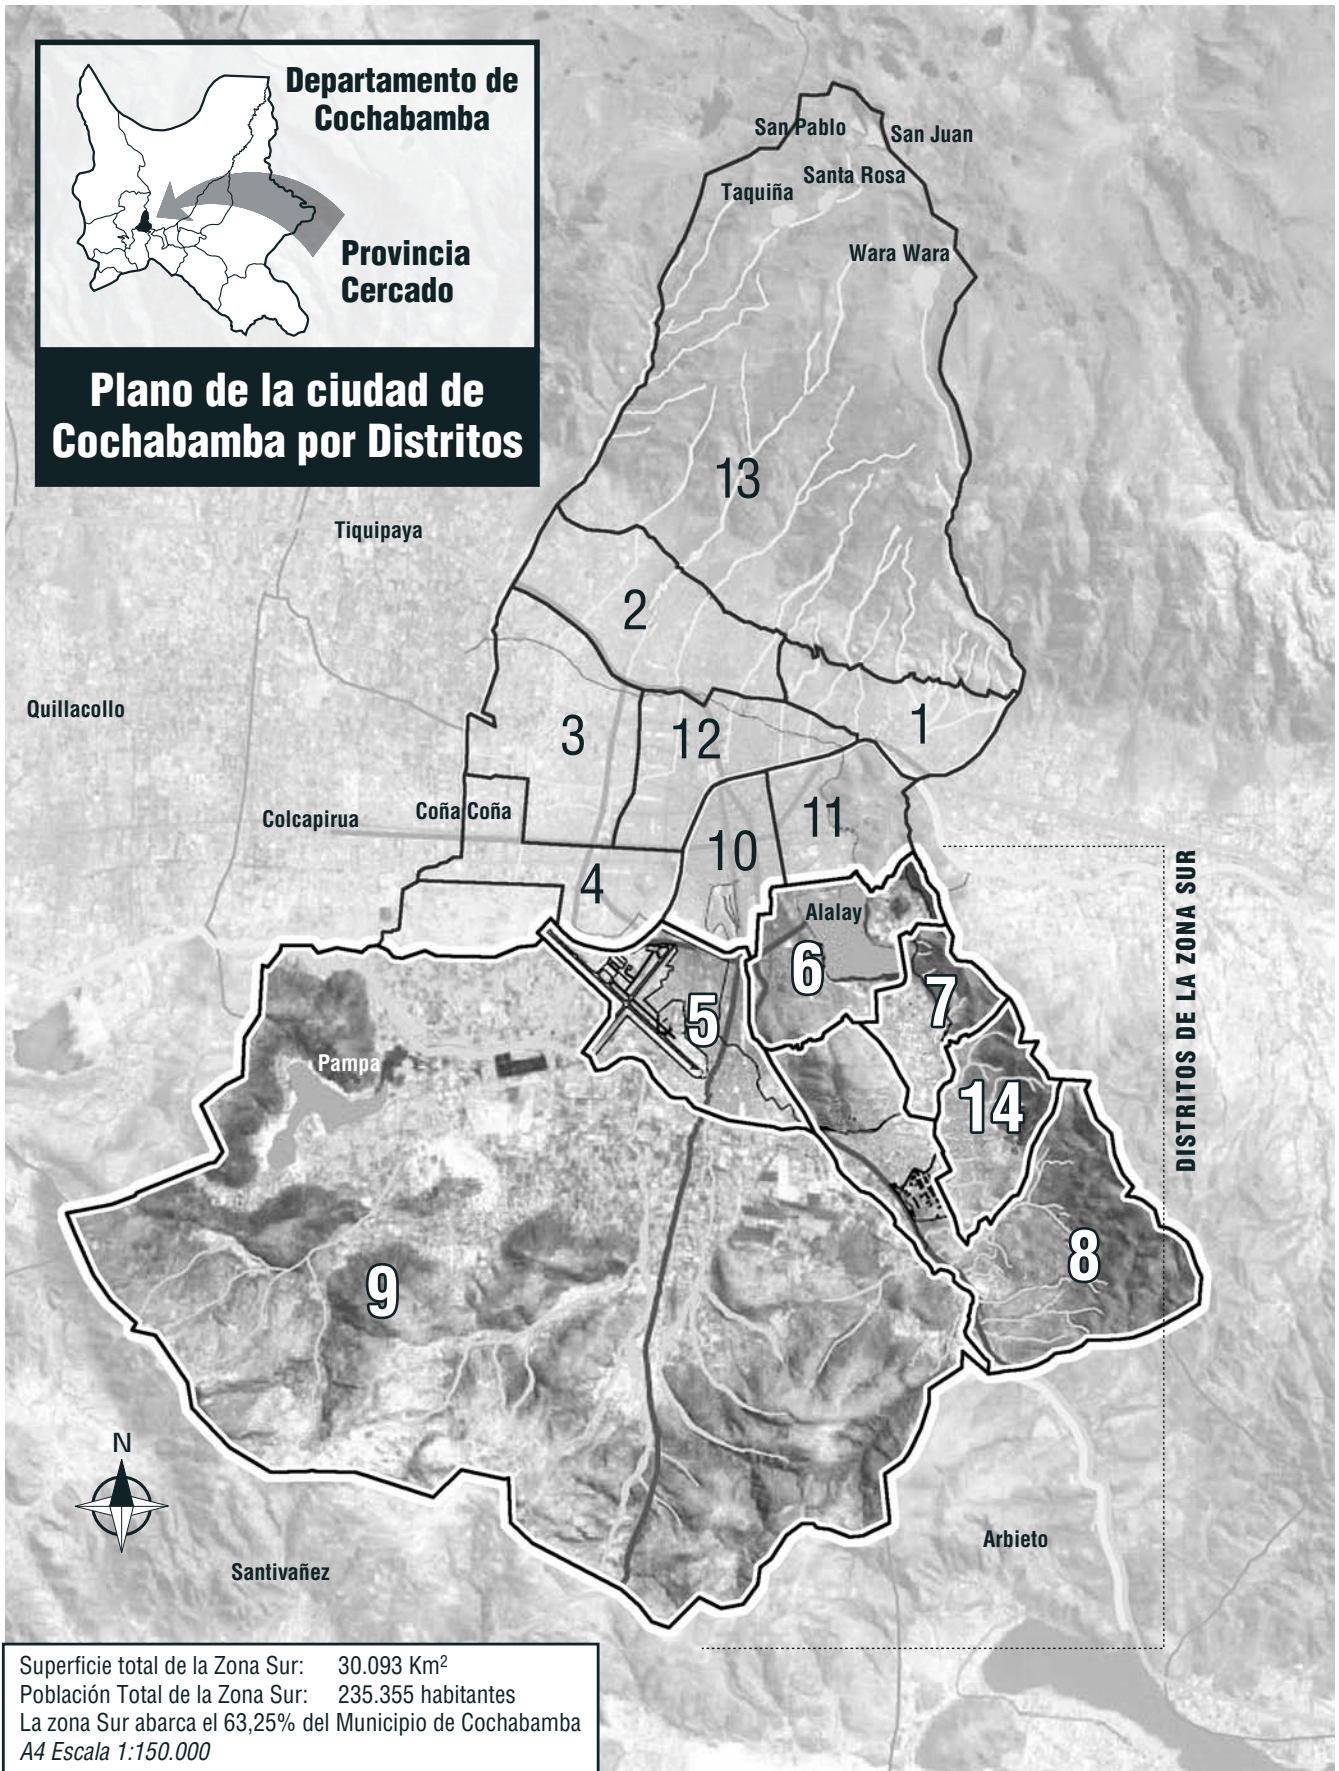 Departamento de
Cochabamba
Provincia
Cercado
Plano de la ciudad de
Cochabamba por Distritos
San Pablo
San Juan
Santa Rosa
Taquiña
Wara Wara
13
Tiquipaya
2
Quillacollo
3
12
1
Colcapirua
Coña Coña
11
10
4
Alalay
6
7
5
Pampa
14
DISTRITOS DE LA ZONA SUR
8
9
N
Arbieto
Santivañez
Superficie total de la Zona Sur: 30.093 Km²
Población Total de la Zona Sur: 235.355 habitantes
La zona Sur abarca el 63,25% del Municipio de Cochabamba
A4 Escala 1:150.000